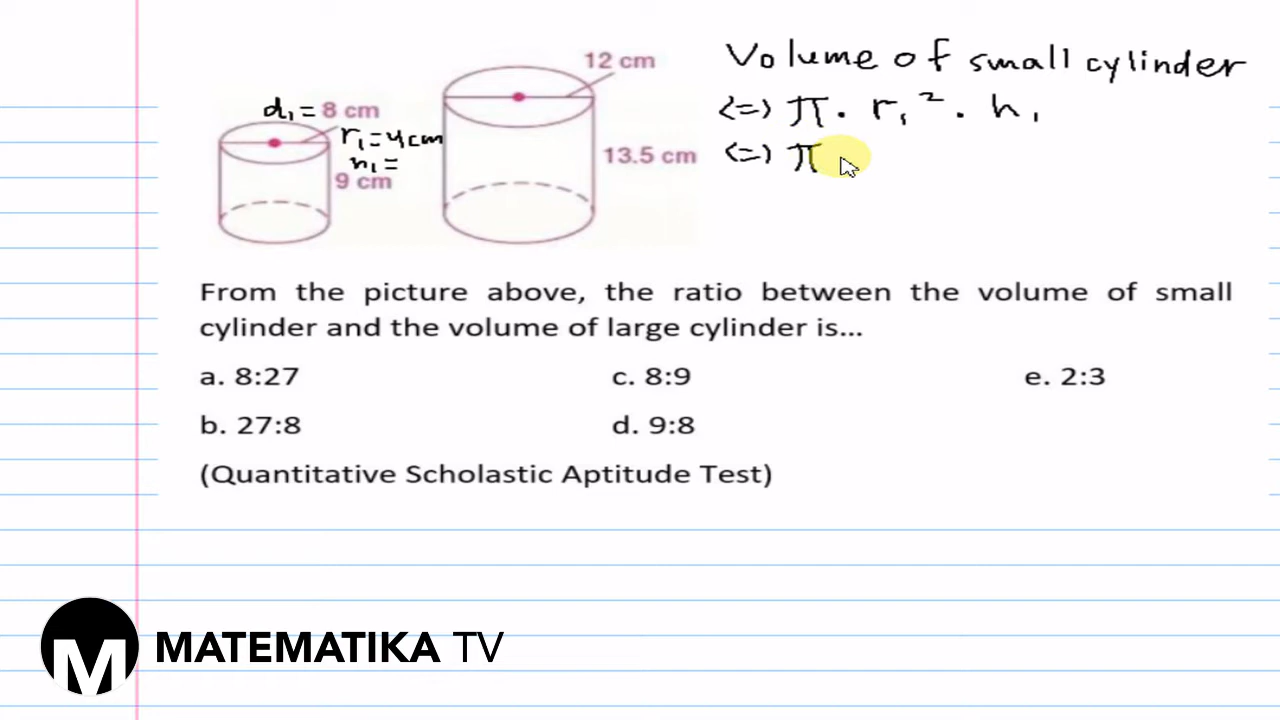 12 cm
Volume of small cylinder
d₁ = 8 cm
r₁ = 4 cm
h₁ =
9 cm
13.5 cm
<=> π . r₁² . h₁
<=> π
From the picture above, the ratio between the volume of small
cylinder and the volume of large cylinder is...
a. 8:27 c. 8:9 e. 2:3
b. 27:8 d. 9:8
(Quantitative Scholastic Aptitude Test)
M MATEMATIKA TV